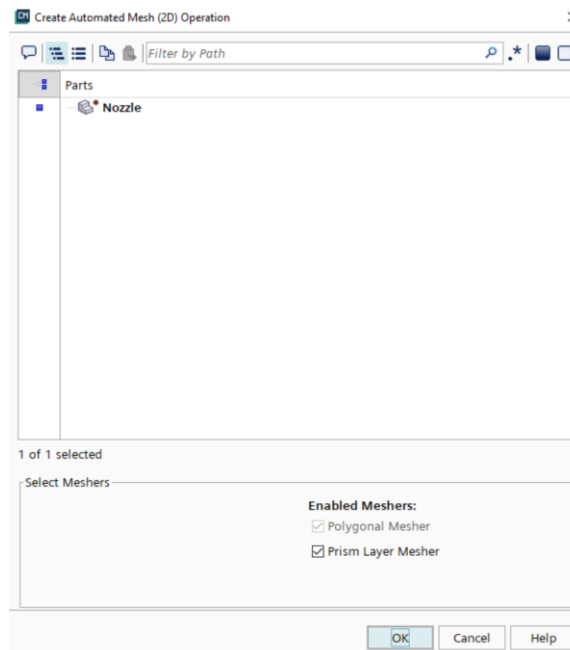 CM Create Automated Mesh (2D) Operation
Filter by Path
.*
Parts
Nozzle
1 of 1 selected
Select Meshers
Enabled Meshers:
Polygonal Mesher
Prism Layer Mesher
OK Cancel Help